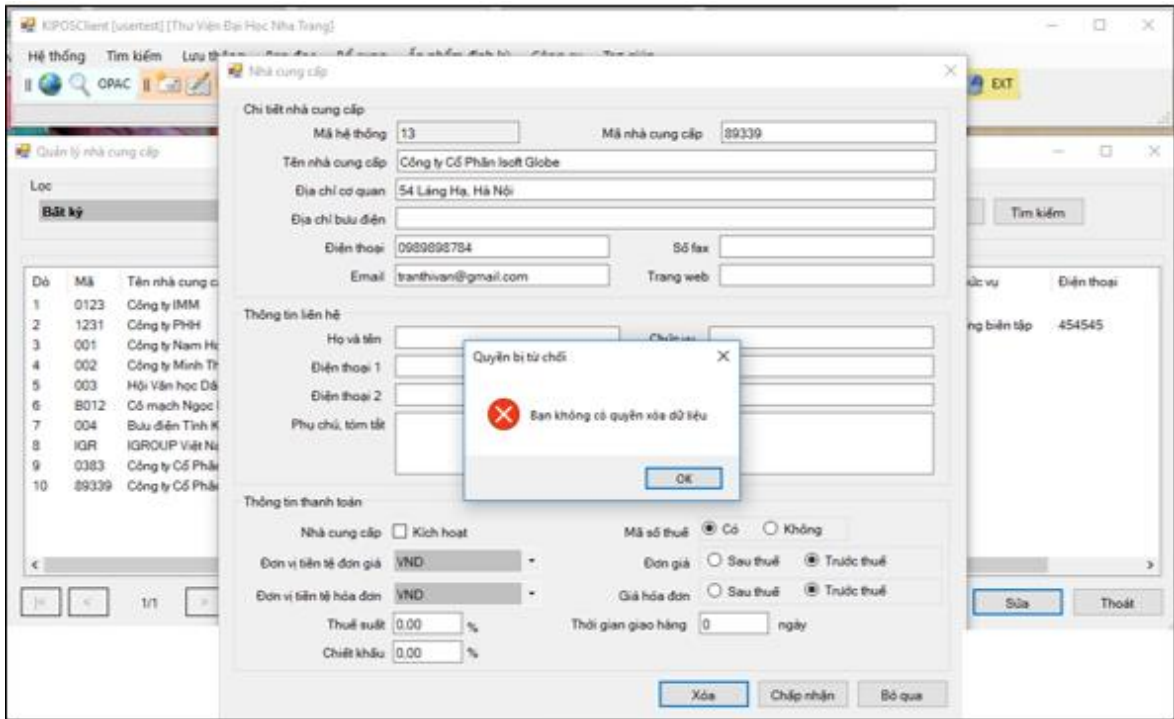 KIPOSClient [usertest] [Thư Viện Đại Học Nha Trang]
Hệ thống Tìm kiếm
OPAC EXT
Nhà cung cấp
Chi tiết nhà cung cấp
Mã hệ thống 13 Mã nhà cung cấp 89339
Tên nhà cung cấp Công ty Cổ Phần Isoft Globe
Địa chỉ cơ quan 54 Láng Hạ, Hà Nội
Địa chỉ bưu điện
Điện thoại 0989898784 Số fax
Email tranthivan@gmail.com Trang web
Thông tin liên hệ
Họ và tên Chức vụ
Điện thoại 1
Điện thoại 2
Phụ chú, tóm tắt
Quyền bị từ chối
Bạn không có quyền xóa dữ liệu
OK
Thông tin thanh toán
Nhà cung cấp Kích hoạt Mã số thuế Có Không
Đơn vị tiền tệ đơn giá VND Đơn giá Sau thuế Trước thuế
Đơn vị tiền tệ hóa đơn VND Giá hóa đơn Sau thuế Trước thuế
Thuế suất 0,00 % Thời gian giao hàng 0 ngày
Chiết khấu 0,00 %
Xóa Chấp nhận Bỏ qua
Quản lý nhà cung cấp
Lọc
Bất kỳ Tìm kiếm
Dò Mã Tên nhà cung Điện thoại
1 0123 Công ty IMM
2 1231 Công ty PHH ng biên tập 454545
3 001 Công ty Nam
4 002 Công ty Minh
5 003 Hội Văn học
6 B012 Cô mạch Ngọc
7 004 Bưu điện Tỉnh
8 IGR IGROUP Việt
9 0383 Công ty Cổ
10 89339 Công ty Cổ
1/1 Sửa Thoát